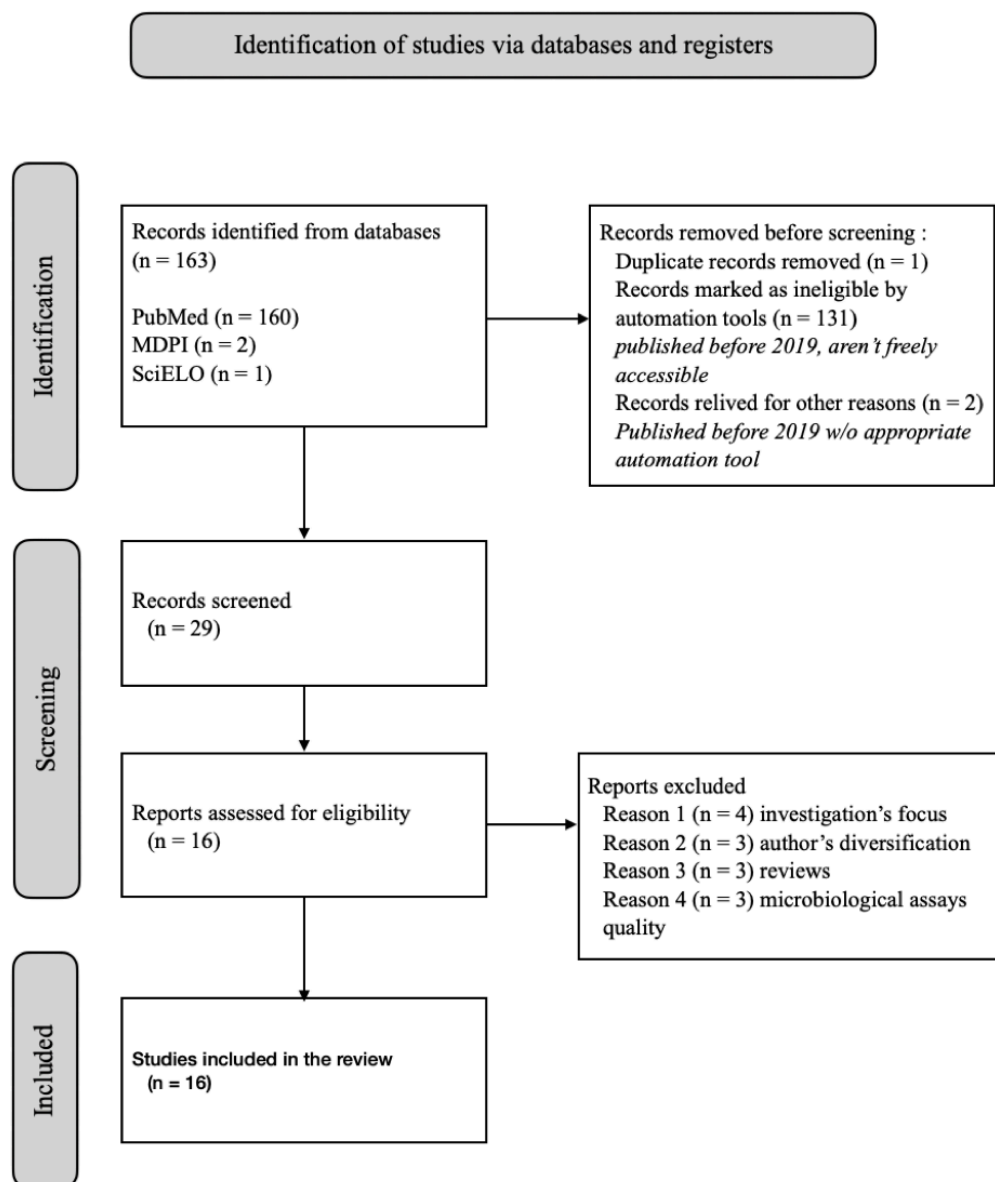 Identification of studies via databases and registers
Identification
Records identified from databases
(n = 163)
PubMed (n = 160)
MDPI (n = 2)
SciELO (n = 1)
Records removed before screening :
Duplicate records removed (n = 1)
Records marked as ineligible by
automation tools (n = 131)
published before 2019, aren't freely
accessible
Records relived for other reasons (n = 2)
Published before 2019 w/o appropriate
automation tool
Screening
Records screened
(n = 29)
Reports assessed for eligibility
(n = 16)
Reports excluded
Reason 1 (n = 4) investigation's focus
Reason 2 (n = 3) author's diversification
Reason 3 (n = 3) reviews
Reason 4 (n = 3) microbiological assays
quality
Included
Studies included in the review
(n = 16)